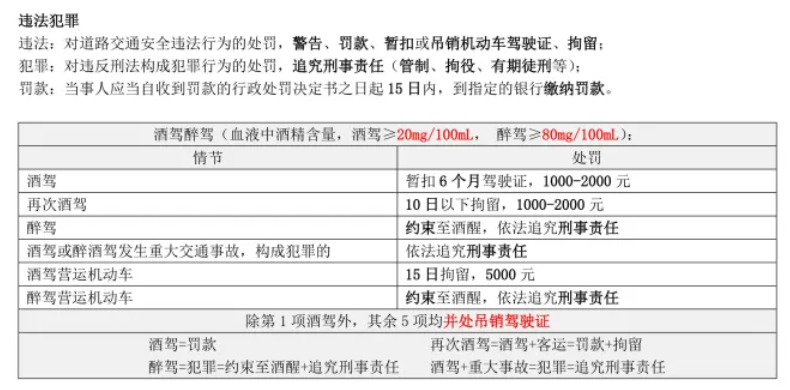 违法犯罪
违法：对道路交通安全违法行为的处罚，警告、罚款、暂扣或吊销机动车驾驶证、拘留；
犯罪：对违反刑法构成犯罪行为的处罚，追究刑事责任（管制、拘役、有期徒刑等）；
罚款：当事人应当自收到罚款的行政处罚决定书之日起 15 日内，到指定的银行缴纳罚款。
酒驾醉驾（血液中酒精含量，酒驾≥20mg/100mL， 醉驾≥80mg/100mL）：
情节 处罚
酒驾 暂扣 6 个月驾驶证，1000-2000 元
再次酒驾 10 日以下拘留，1000-2000 元
醉驾 约束至酒醒，依法追究刑事责任
酒驾或醉酒驾发生重大交通事故，构成犯罪的 依法追究刑事责任
酒驾营运机动车 15 日拘留，5000 元
醉驾营运机动车 约束至酒醒，依法追究刑事责任
除第 1 项酒驾外，其余 5 项均并处吊销驾驶证
酒驾=罚款 再次酒驾=酒驾+客运=罚款+拘留
醉驾=犯罪=约束至酒醒+追究刑事责任 酒驾+重大事故=犯罪=追究刑事责任